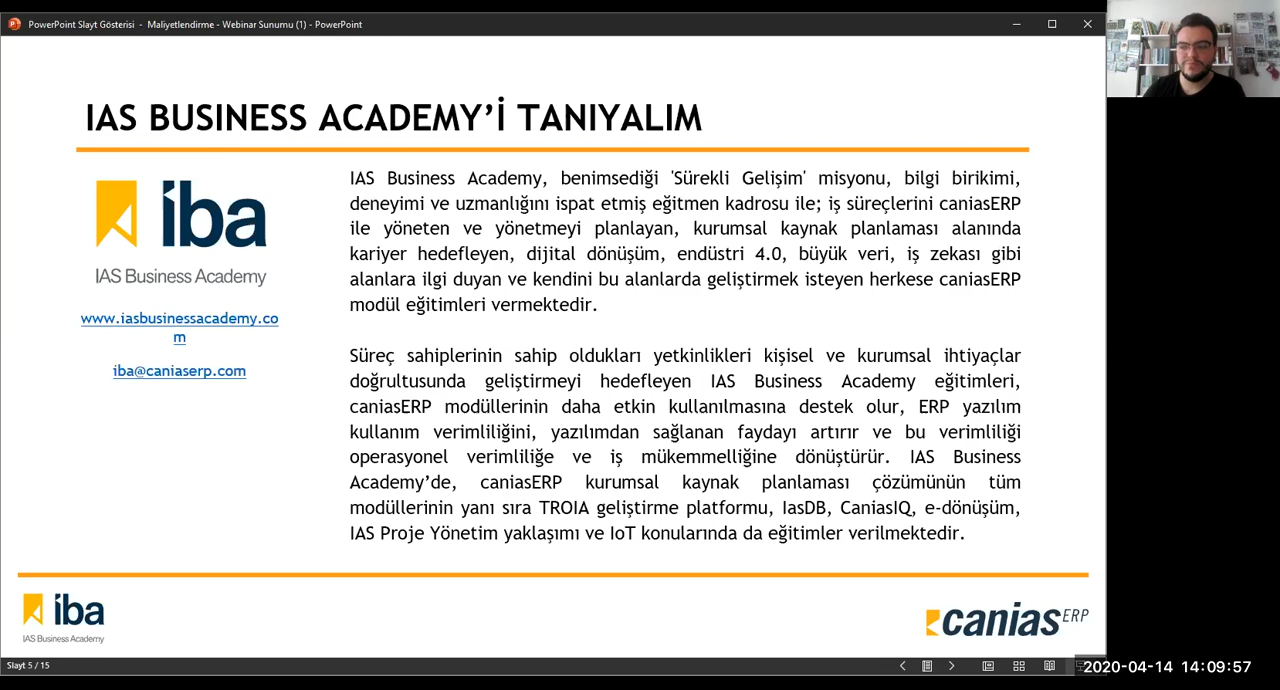 PowerPoint Slayt Gösterisi - Maliyetlendirme - Webinar Sunumu (1) - PowerPoint
IAS BUSINESS ACADEMY’İ TANIYALIM
iba
IAS Business Academy
www.iasbusinessacademy.co
m
iba@caniaserp.com
IAS Business Academy, benimsediği 'Sürekli Gelişim' misyonu, bilgi birikimi,
deneyimi ve uzmanlığını ispat etmiş eğitmen kadrosu ile; iş süreçlerini caniasERP
ile yöneten ve yönetmeyi planlayan, kurumsal kaynak planlaması alanında
kariyer hedefleyen, dijital dönüşüm, endüstri 4.0, büyük veri, iş zekası gibi
alanlara ilgi duyan ve kendini bu alanlarda geliştirmek isteyen herkese caniasERP
modül eğitimleri vermektedir.
Süreç sahiplerinin sahip oldukları yetkinlikleri kişisel ve kurumsal ihtiyaçlar
doğrultusunda geliştirmeyi hedefleyen IAS Business Academy eğitimleri,
caniasERP modüllerinin daha etkin kullanılmasına destek olur, ERP yazılım
kullanım verimliliğini, yazılımdan sağlanan faydayı artırır ve bu verimliliği
operasyonel verimliliğe ve iş mükemmelliğine dönüştürür. IAS Business
Academy’de, caniasERP kurumsal kaynak planlaması çözümünün tüm
modüllerinin yanı sıra TROIA geliştirme platformu, IasDB, CaniasIQ, e-dönüşüm,
IAS Proje Yönetim yaklaşımı ve IoT konularında da eğitimler verilmektedir.
iba
IAS Business Academy
canias ERP
Slayt 5 / 15
2020-04-14 14:09:57